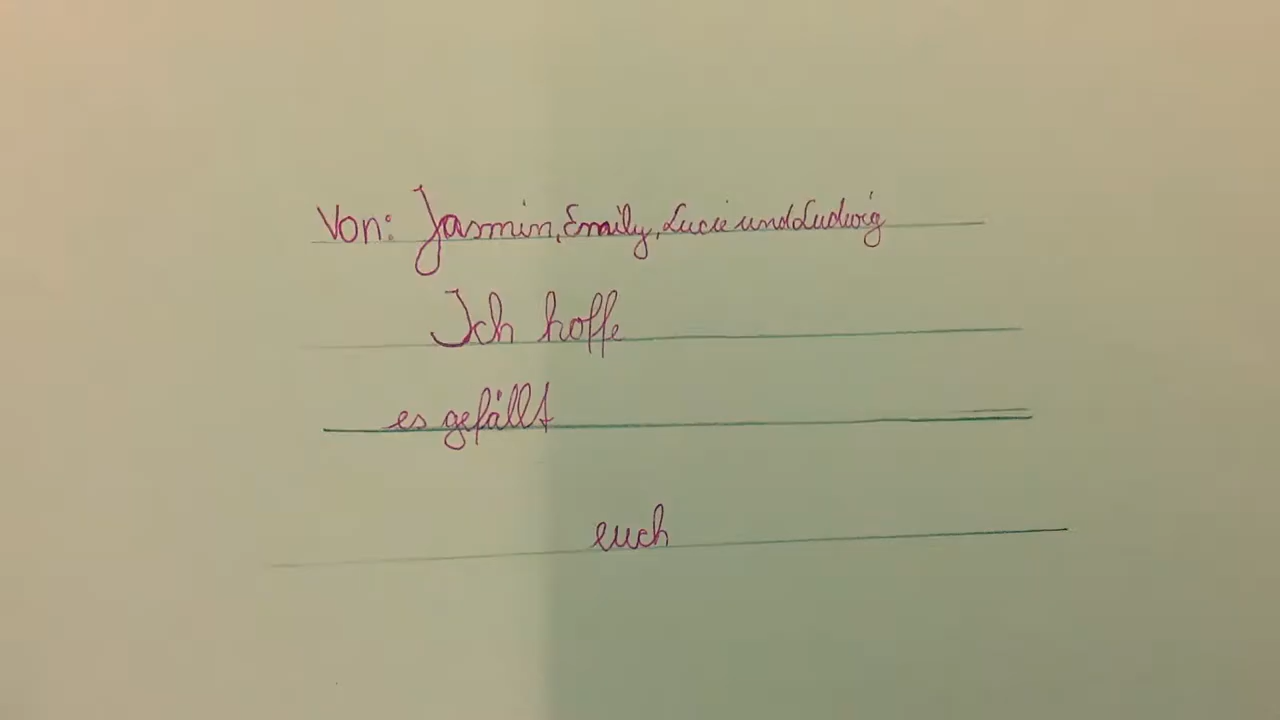 Von: Jasmin, Emily, Lucie und Ludwig
Ich hoffe
es gefällt
euch